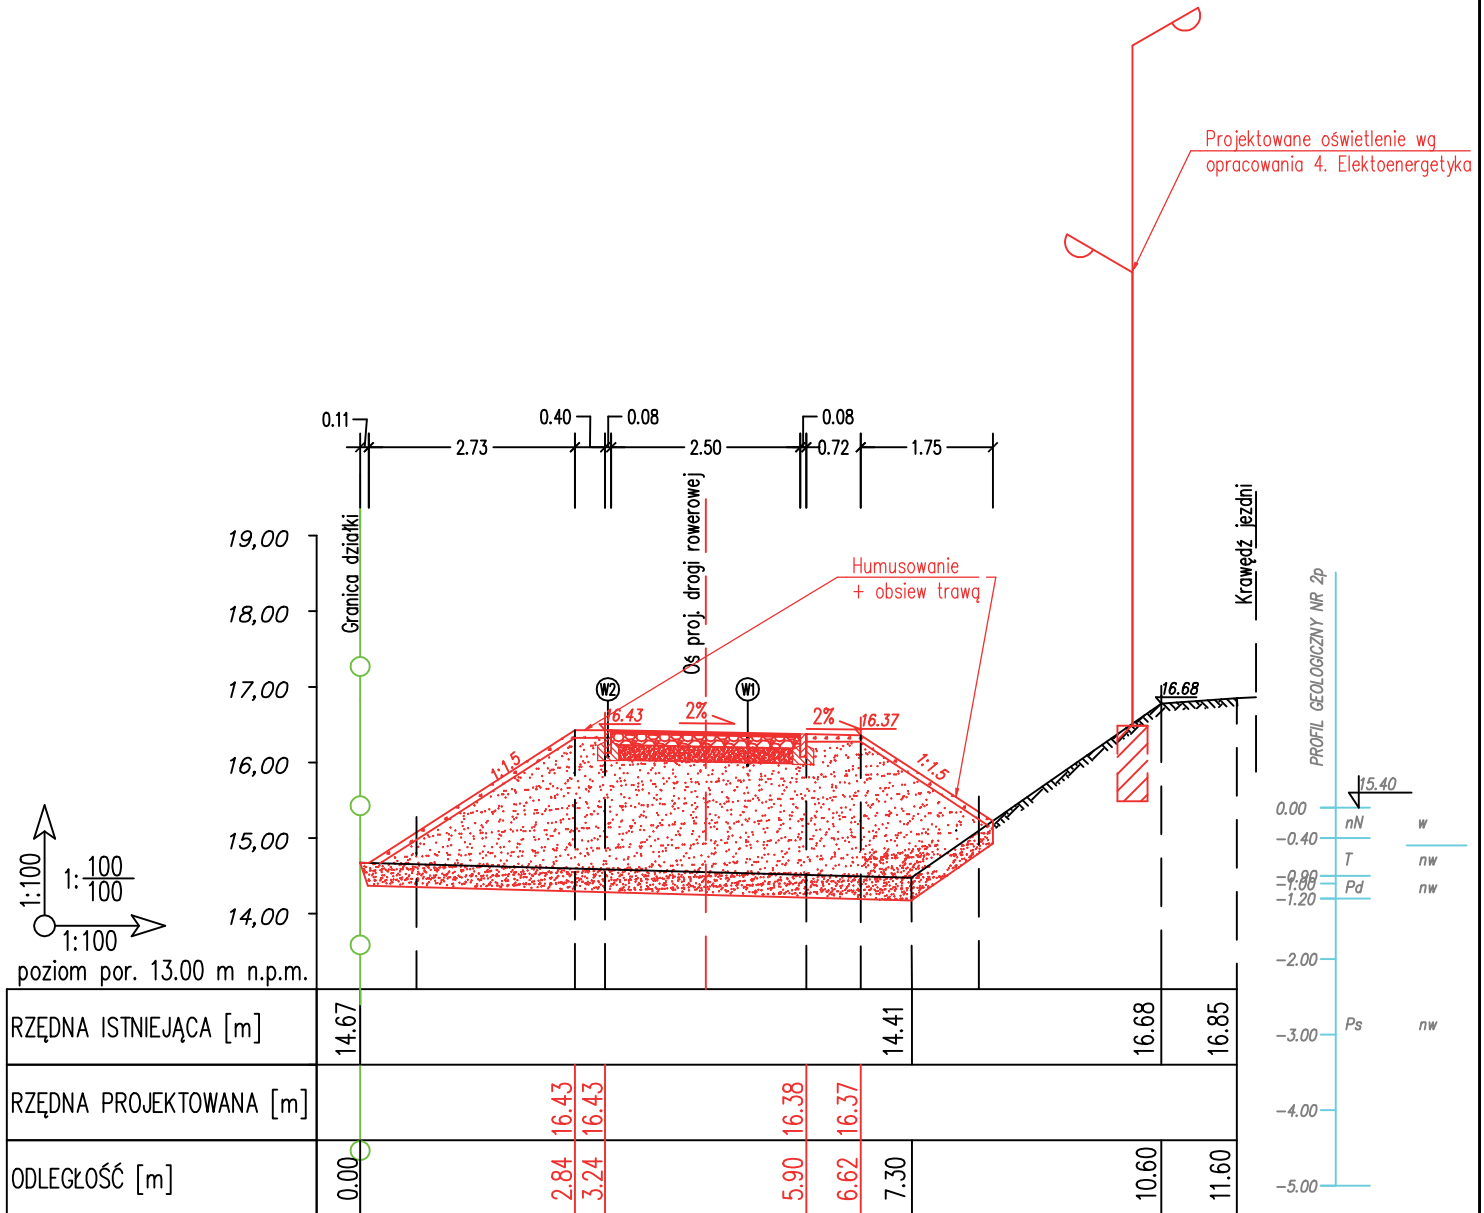 Projektowane oświetlenie wg
opracowania 4. Elektoenergetyka
0.11
2.73
0.40
0.08
2.50
0.08
0.72
1.75
Granica działki
Oś proj. drogi rowerowej
Krawędź jezdni
PROFIL GEOLOGICZNY NR 2p
19,00
18,00
17,00
16,00
15,00
14,00
Humusowanie
+ obsiew trawą
W2
W1
16.43
2%
2%
16.37
16.68
1:1.5
1:1.5
15.40
0.00
nN
w
-0.40
T
nw
-0.90
-1.00
Pd
nw
-1.20
-2.00
Ps
nw
-3.00
-4.00
-5.00
1:100
1:100/100
1:100
poziom por. 13.00 m n.p.m.
RZĘDNA ISTNIEJĄCA [m]
14.67
14.41
16.68
16.85
RZĘDNA PROJEKTOWANA [m]
16.43
16.43
16.38
16.37
ODLEGŁOŚĆ [m]
0.00
2.84
3.24
5.90
6.62
7.30
10.60
11.60